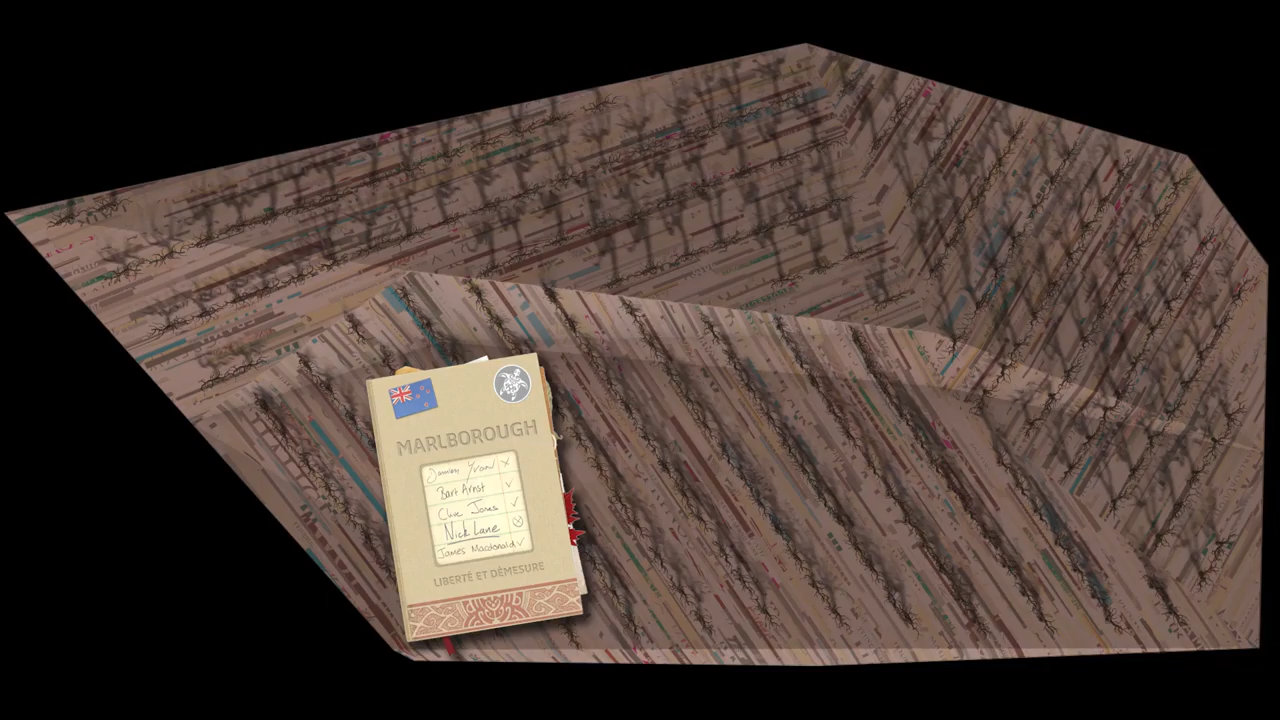 MARLBOROUGH
Damien Yvon ×
Bart Arnst ✓
Clive Jones ✓
Nick Lane
James Macdonald ✓
LIBERTÉ ET DÉMESURE